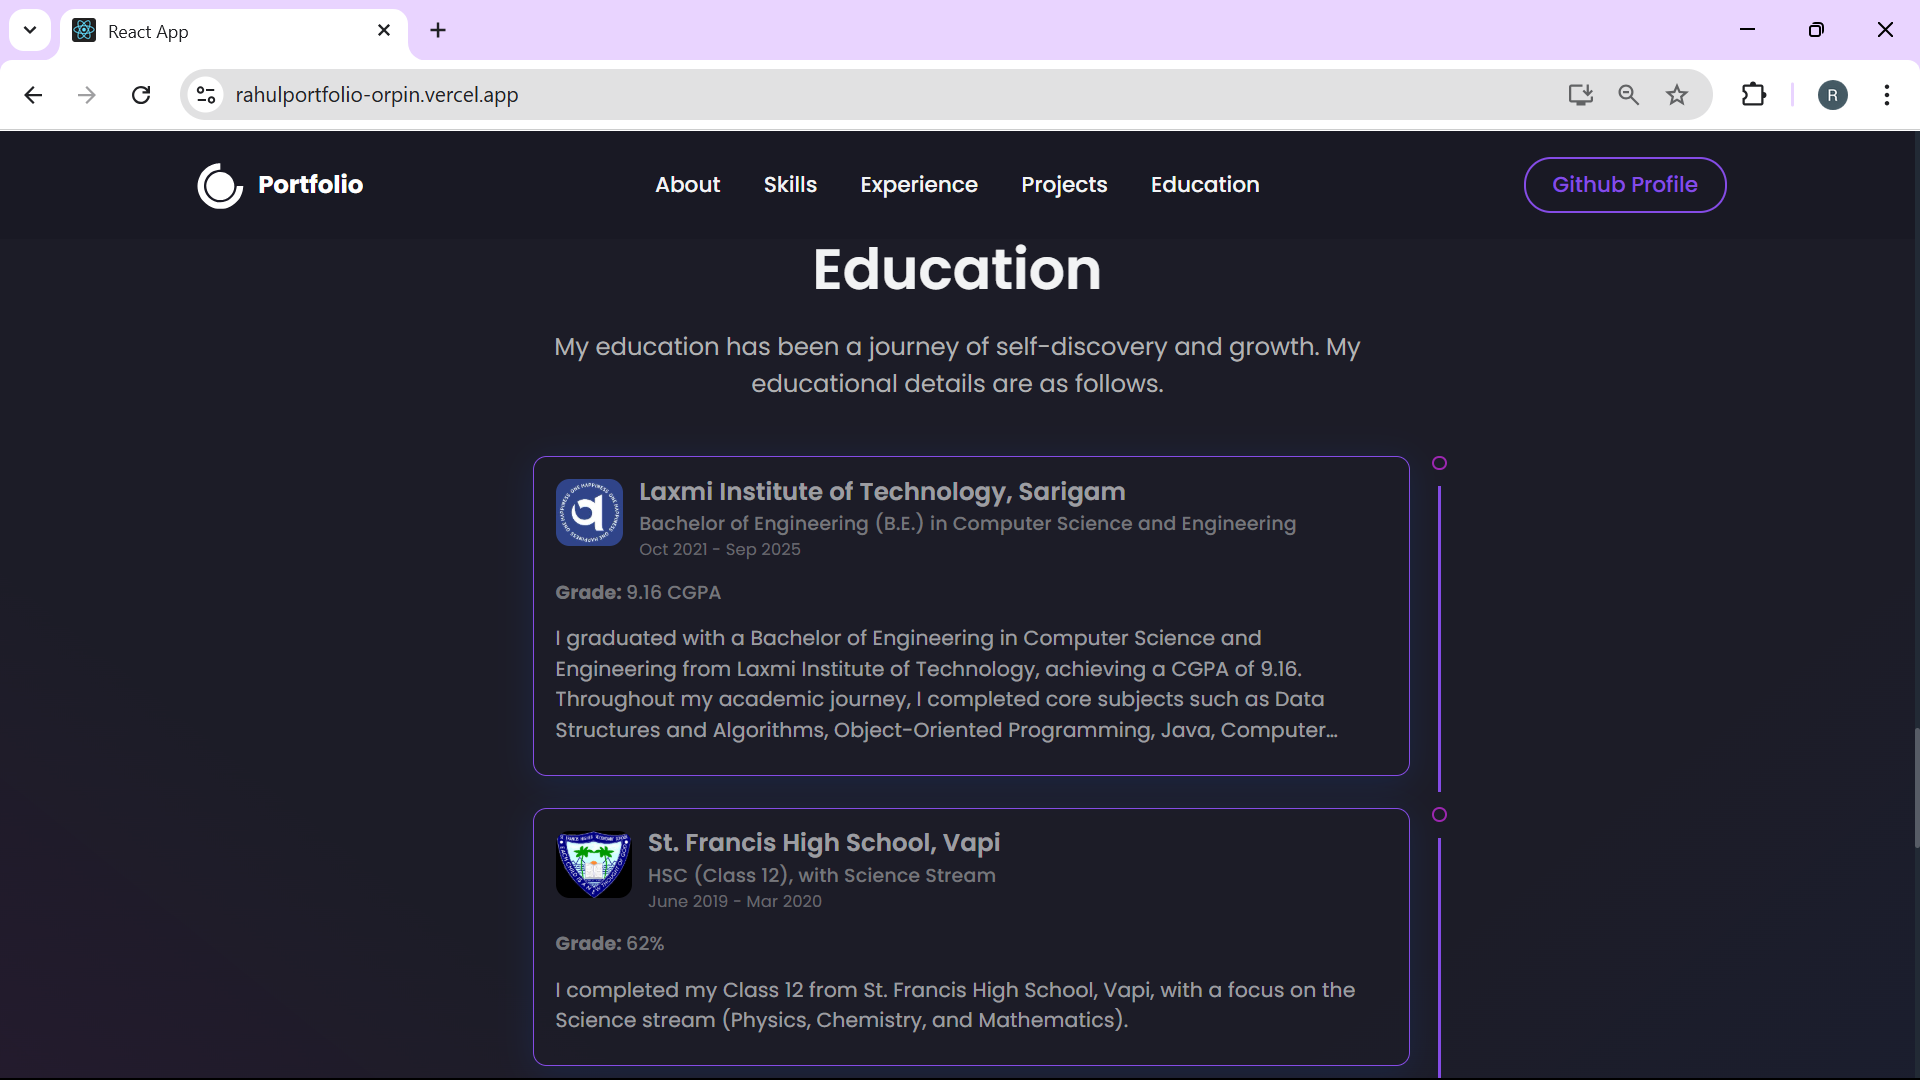 React App
rahulportfolio-orpin.vercel.app
R
Portfolio
About
Skills
Experience
Projects
Education
Github Profile
Education
My education has been a journey of self-discovery and growth. My
educational details are as follows.
Laxmi Institute of Technology, Sarigam
Bachelor of Engineering (B.E.) in Computer Science and Engineering
Oct 2021 - Sep 2025
Grade: 9.16 CGPA
I graduated with a Bachelor of Engineering in Computer Science and
Engineering from Laxmi Institute of Technology, achieving a CGPA of 9.16.
Throughout my academic journey, I completed core subjects such as Data
Structures and Algorithms, Object-Oriented Programming, Java, Computer...
St. Francis High School, Vapi
HSC (Class 12), with Science Stream
June 2019 - Mar 2020
Grade: 62%
I completed my Class 12 from St. Francis High School, Vapi, with a focus on the
Science stream (Physics, Chemistry, and Mathematics).